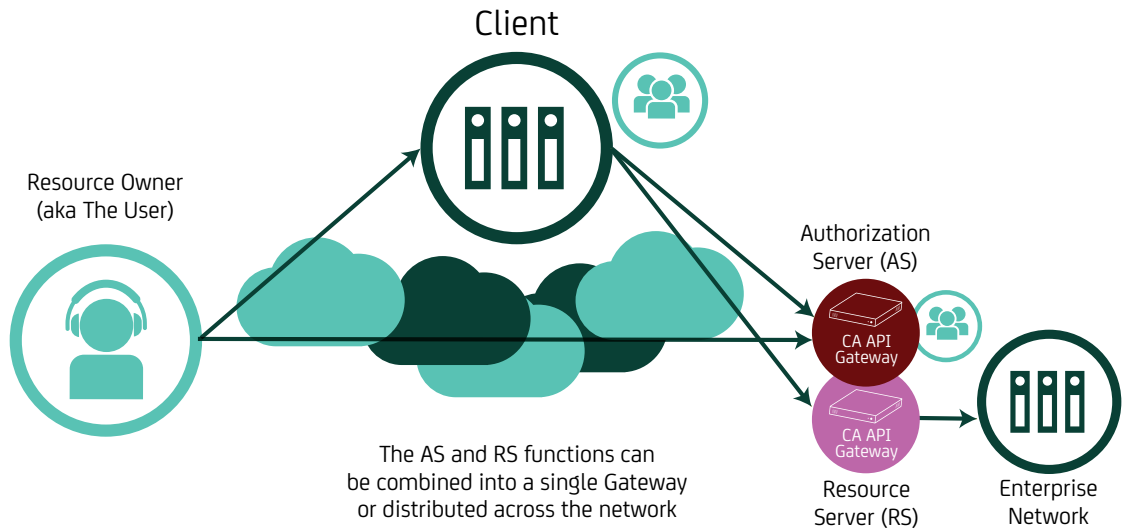 Client
Resource Owner
(aka The User)
Authorization
Server (AS)
CA API
Gateway
CA API
Gateway
The AS and RS functions can
be combined into a single Gateway
or distributed across the network
Resource
Server (RS)
Enterprise
Network